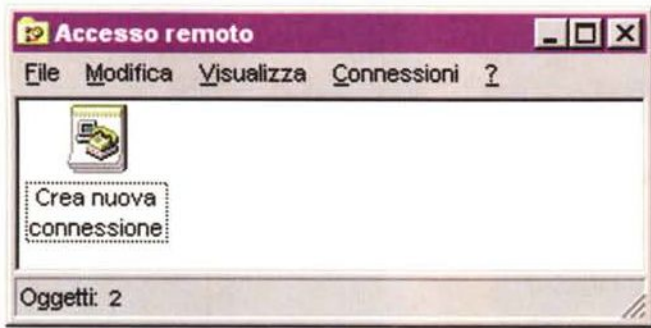 Accesso remoto
File Modifica Visualizza Connessioni ?
Crea nuova
connessione
Oggetti: 2